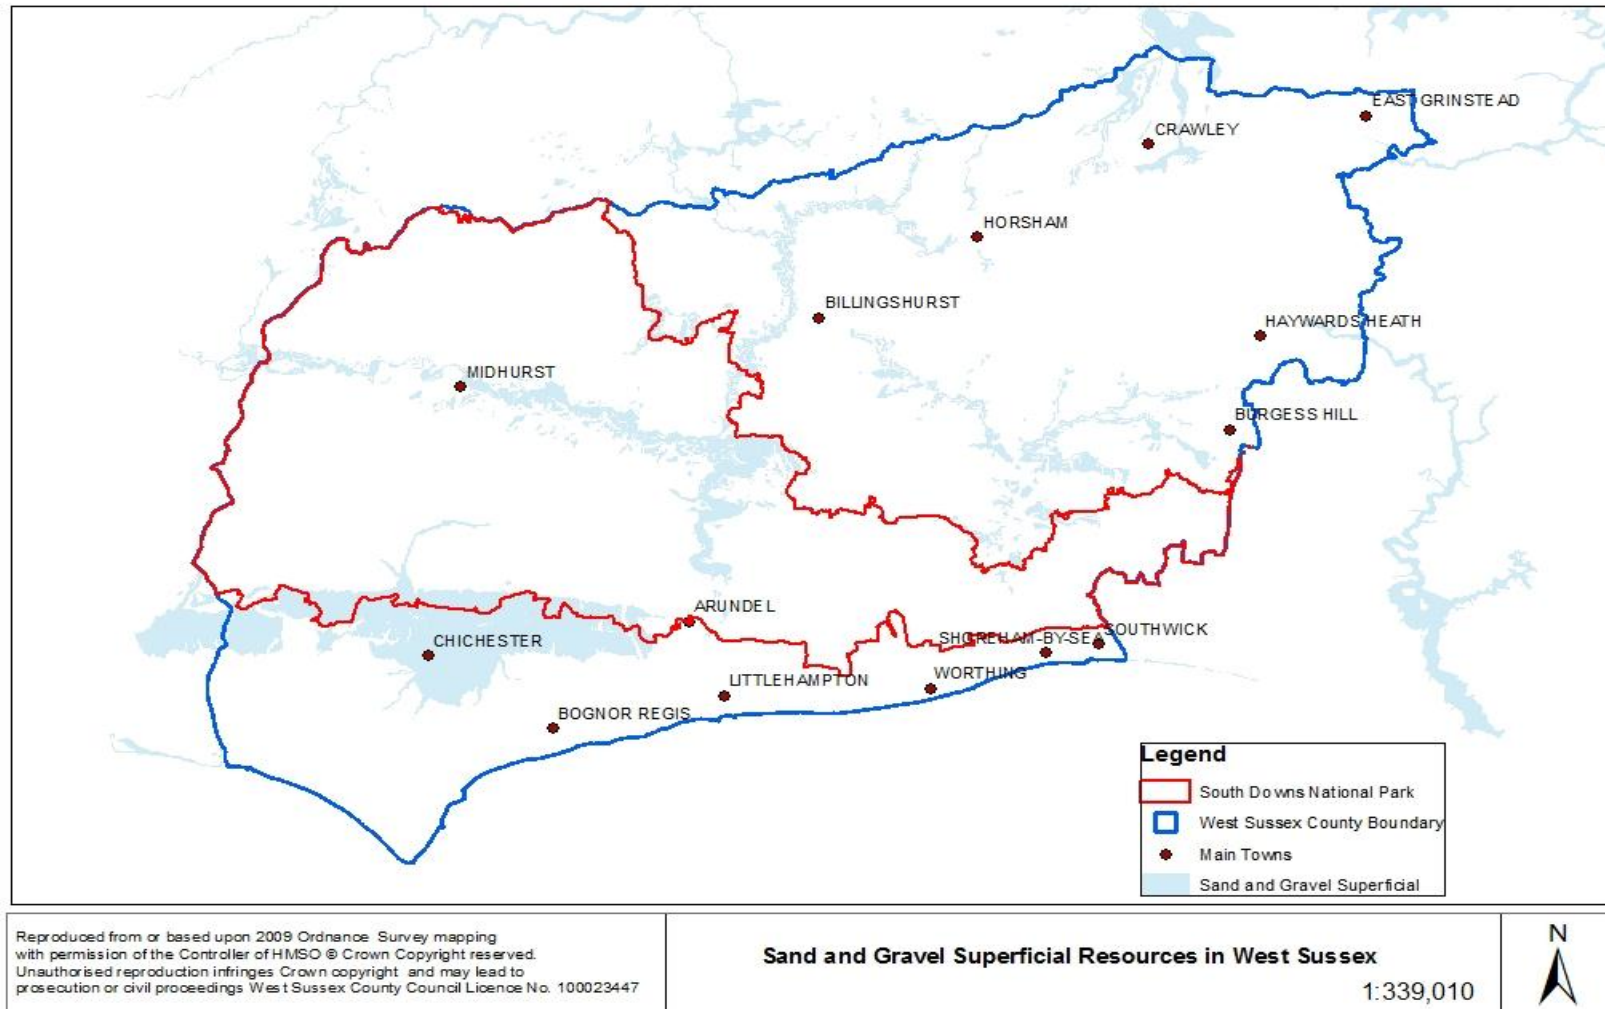 EAST GRINSTEAD
CRAWLEY
HORSHAM
BILLINGSHURST
HAYWARDS HEATH
MIDHURST
BURGESS HILL
ARUNDEL
CHICHESTER
SHOREHAM-BY-SEA
SOUTHWICK
LITTLEHAMPTON
WORTHING
BOGNOR REGIS
Legend
South Downs National Park
West Sussex County Boundary
Main Towns
Sand and Gravel Superficial
Reproduced from or based upon 2009 Ordnance Survey mapping
with permission of the Controller of HMSO © Crown Copyright reserved.
Unauthorised reproduction infringes Crown copyright and may lead to
prosecution or civil proceedings West Sussex County Council Licence No. 100023447
Sand and Gravel Superficial Resources in West Sussex
1:339,010
N